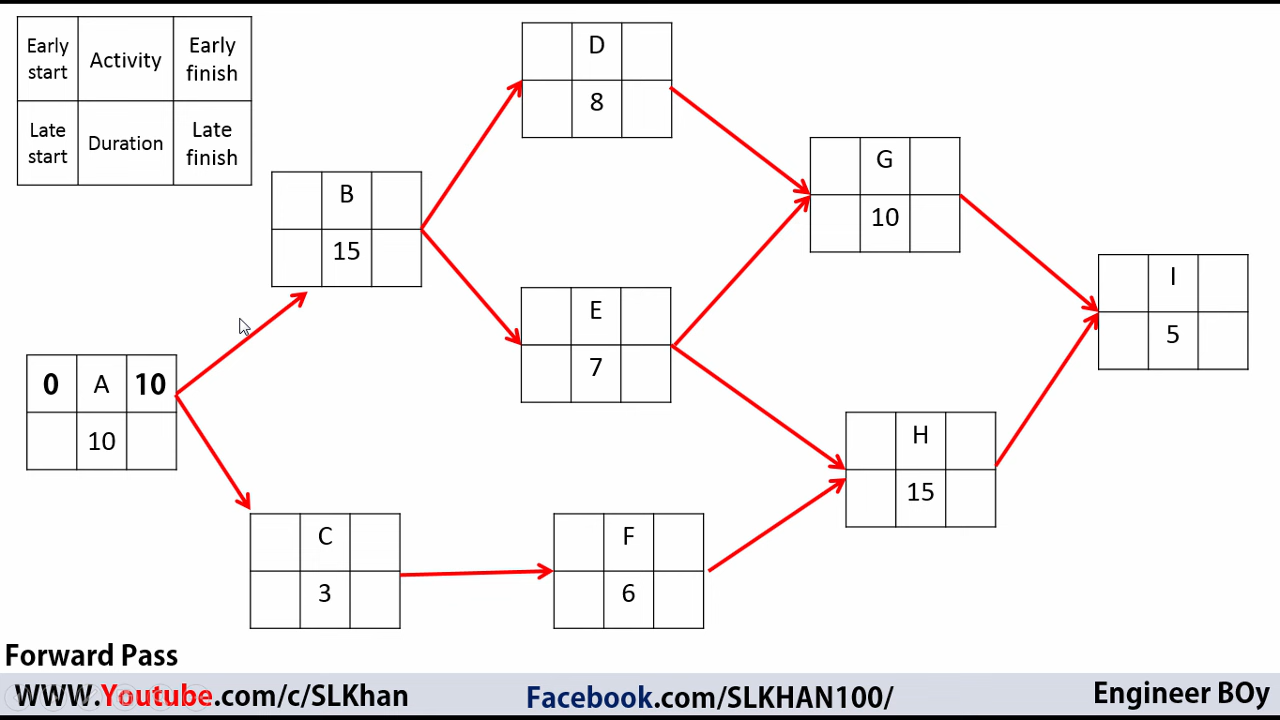 Early start
Activity
Early finish
Late start
Duration
Late finish
D
8
G
10
B
15
I
5
E
7
0 A 10
10
H
15
C
3
F
6
Forward Pass
WWW.Youtube.com/c/SLKhan
Facebook.com/SLKHAN100/
Engineer BOy